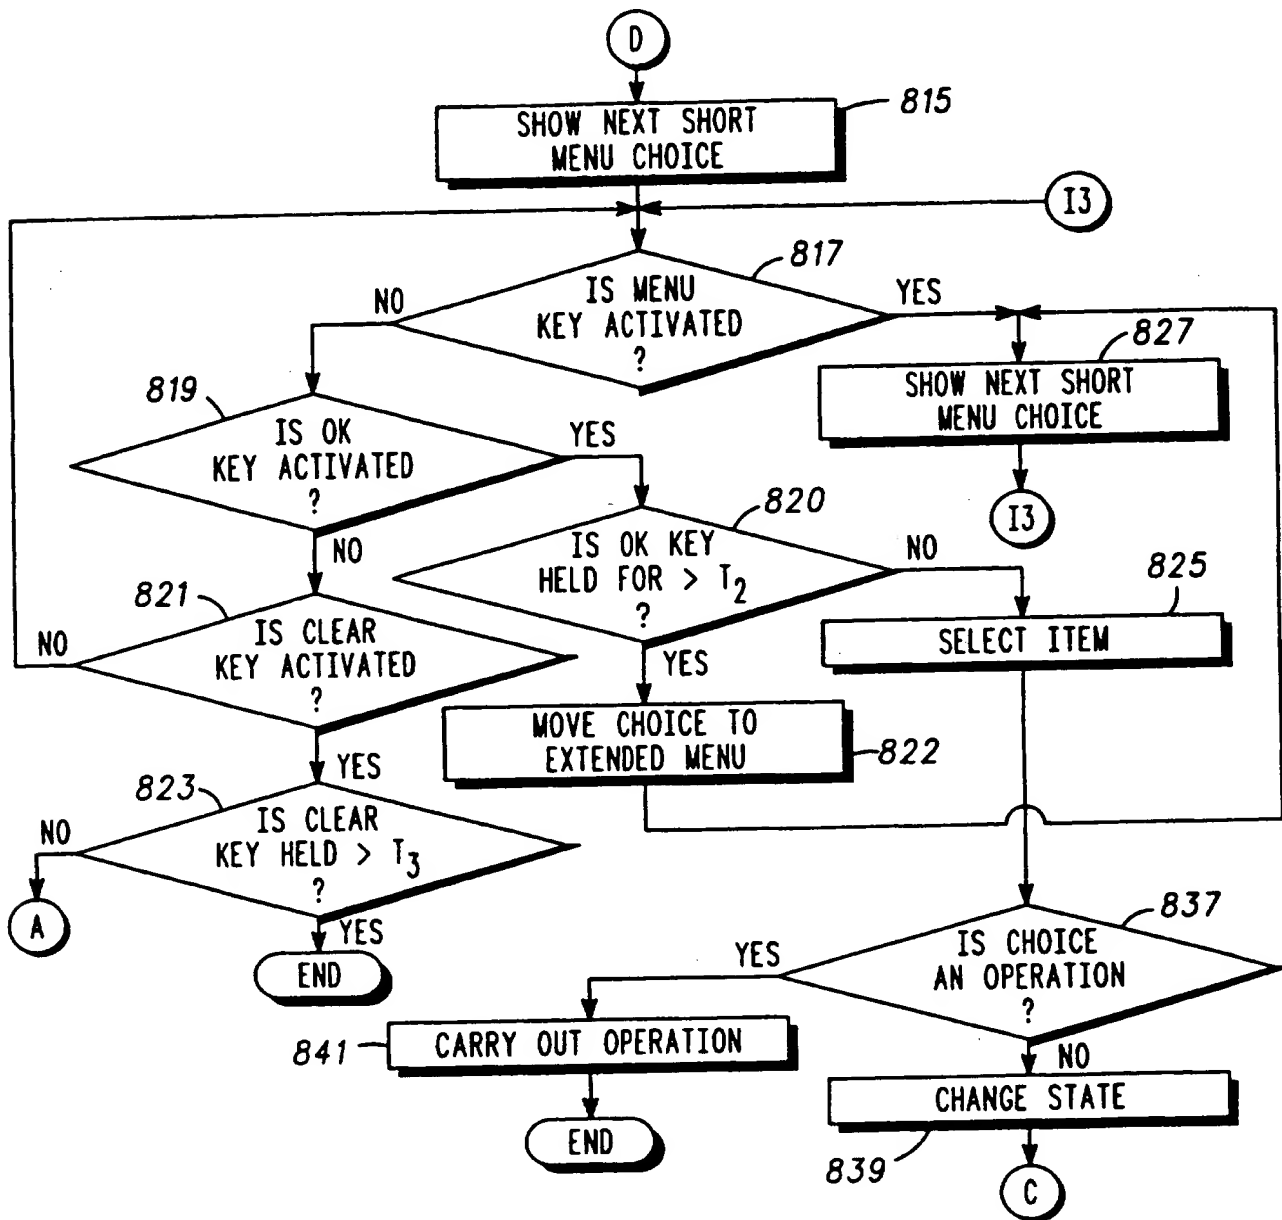 D
SHOW NEXT SHORT
MENU CHOICE
815
I3
IS MENU
KEY ACTIVATED
?
817
NO
YES
SHOW NEXT SHORT
MENU CHOICE
827
I3
819
IS OK
KEY ACTIVATED
?
YES
NO
820
IS OK KEY
HELD FOR > T2
?
NO
YES
825
SELECT ITEM
821
IS CLEAR
KEY ACTIVATED
?
NO
YES
MOVE CHOICE TO
EXTENDED MENU
822
823
IS CLEAR
KEY HELD > T3
?
NO
A
YES
END
837
IS CHOICE
AN OPERATION
?
YES
NO
841
CARRY OUT OPERATION
END
CHANGE STATE
839
C